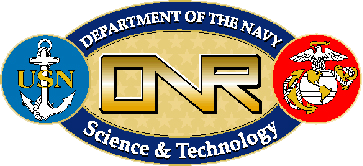 DEPARTMENT OF THE NAVY
USN
ONR
Science & Technology